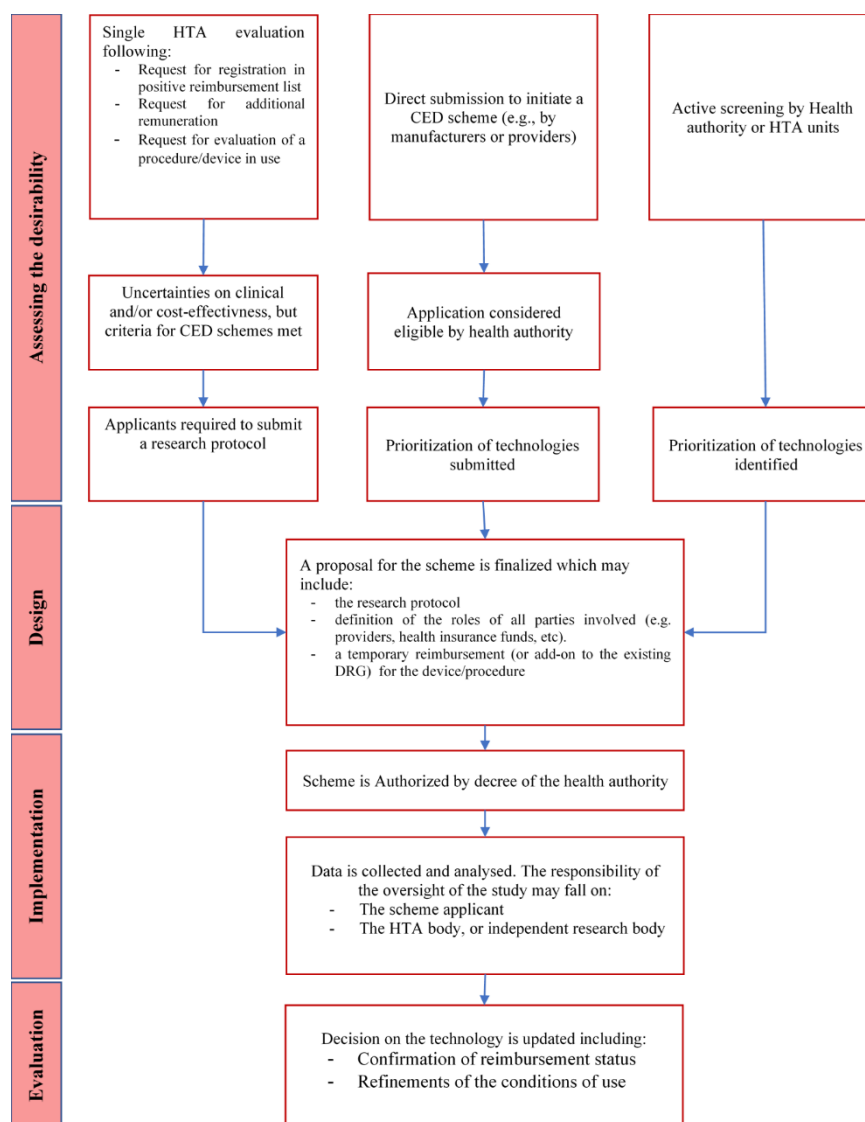 Assessing the desirability
Single HTA evaluation
following:
- Request for registration in
positive reimbursement list
- Request for additional
remuneration
- Request for evaluation of a
procedure/device in use
Direct submission to initiate a
CED scheme (e.g., by
manufacturers or providers)
Active screening by Health
authority or HTA units
Uncertainties on clinical
and/or cost-effectivness, but
criteria for CED schemes met
Application considered
eligible by health authority
Applicants required to submit
a research protocol
Prioritization of technologies
submitted
Prioritization of technologies
identified
Design
A proposal for the scheme is finalized which may
include:
- the research protocol
- definition of the roles of all parties involved (e.g.
providers, health insurance funds, etc).
- a temporary reimbursement (or add-on to the existing
DRG) for the device/procedure
Implementation
Scheme is Authorized by decree of the health authority
Data is collected and analysed. The responsibility of
the oversight of the study may fall on:
- The scheme applicant
- The HTA body, or independent research body
Evaluation
Decision on the technology is updated including:
- Confirmation of reimbursement status
- Refinements of the conditions of use